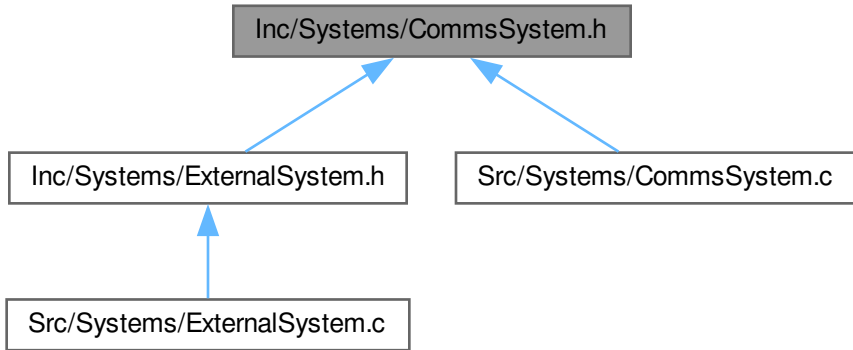 Inc/Systems/CommsSystem.h
Inc/Systems/ExternalSystem.h
Src/Systems/CommsSystem.c
Src/Systems/ExternalSystem.c